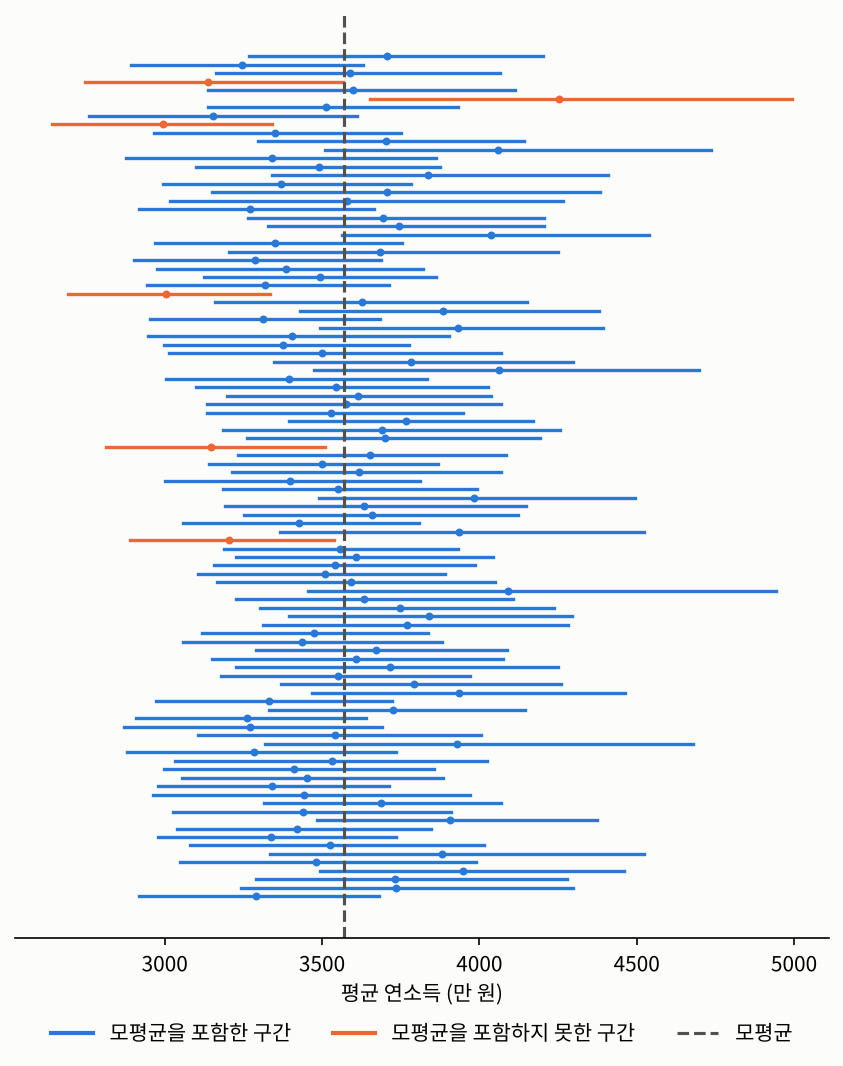 3000 3500 4000 4500 5000
평균 연소득 (만 원)
모평균을 포함한 구간 모평균을 포함하지 못한 구간 모평균